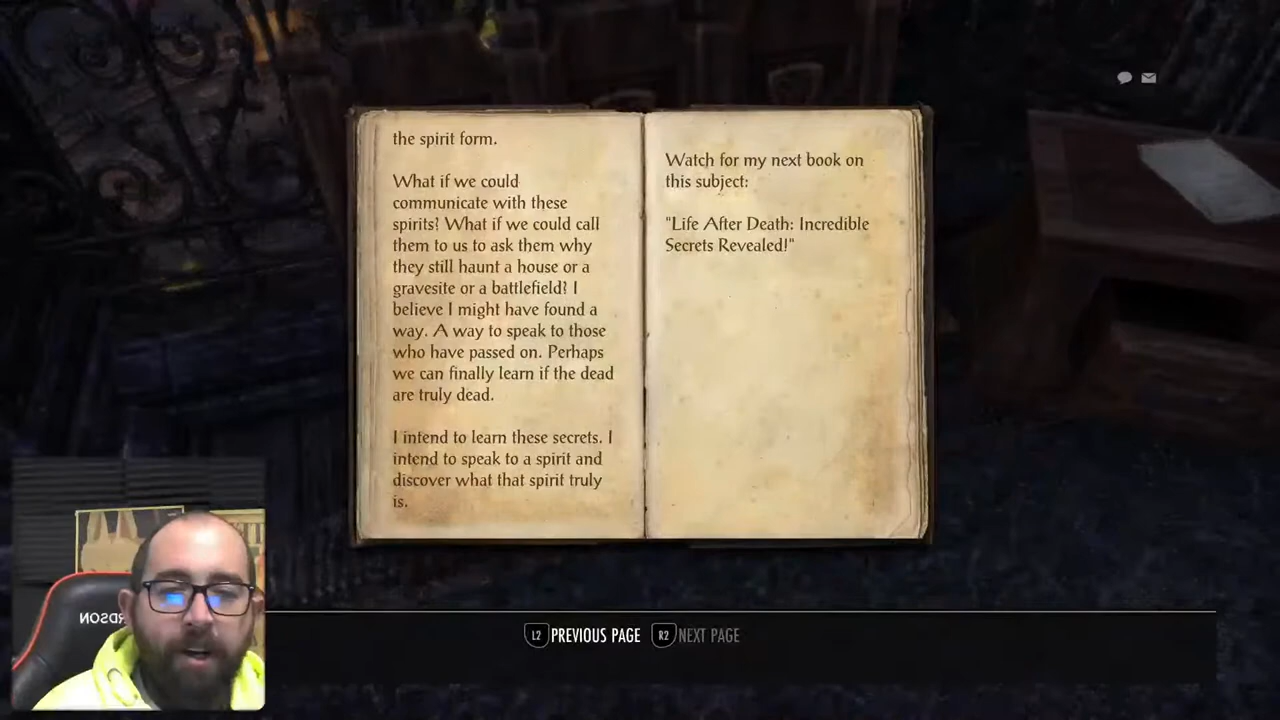 the spirit form.
What if we could
communicate with these
spirits? What if we could call
them to us to ask them why
they still haunt a house or a
gravesite or a battlefield? I
believe I might have found a
way. A way to speak to those
who have passed on. Perhaps
we can finally learn if the dead
are truly dead.
I intend to learn these secrets. I
intend to speak to a spirit and
discover what that spirit truly
is.
Watch for my next book on
this subject:
"Life After Death: Incredible
Secrets Revealed!"
L2 PREVIOUS PAGE R2 NEXT PAGE